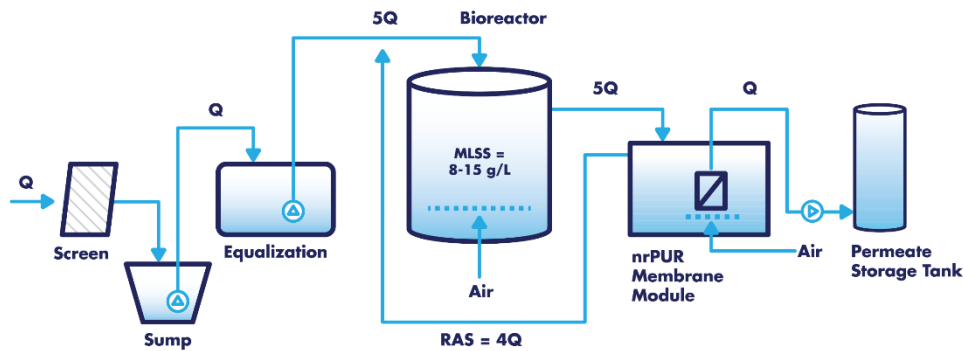 5Q
Bioreactor
Q
5Q
Q
MLSS =
8-15 g/L
Q
Screen
Equalization
nrPUR
Membrane
Module
Air
Permeate
Storage Tank
Air
Sump
RAS = 4Q